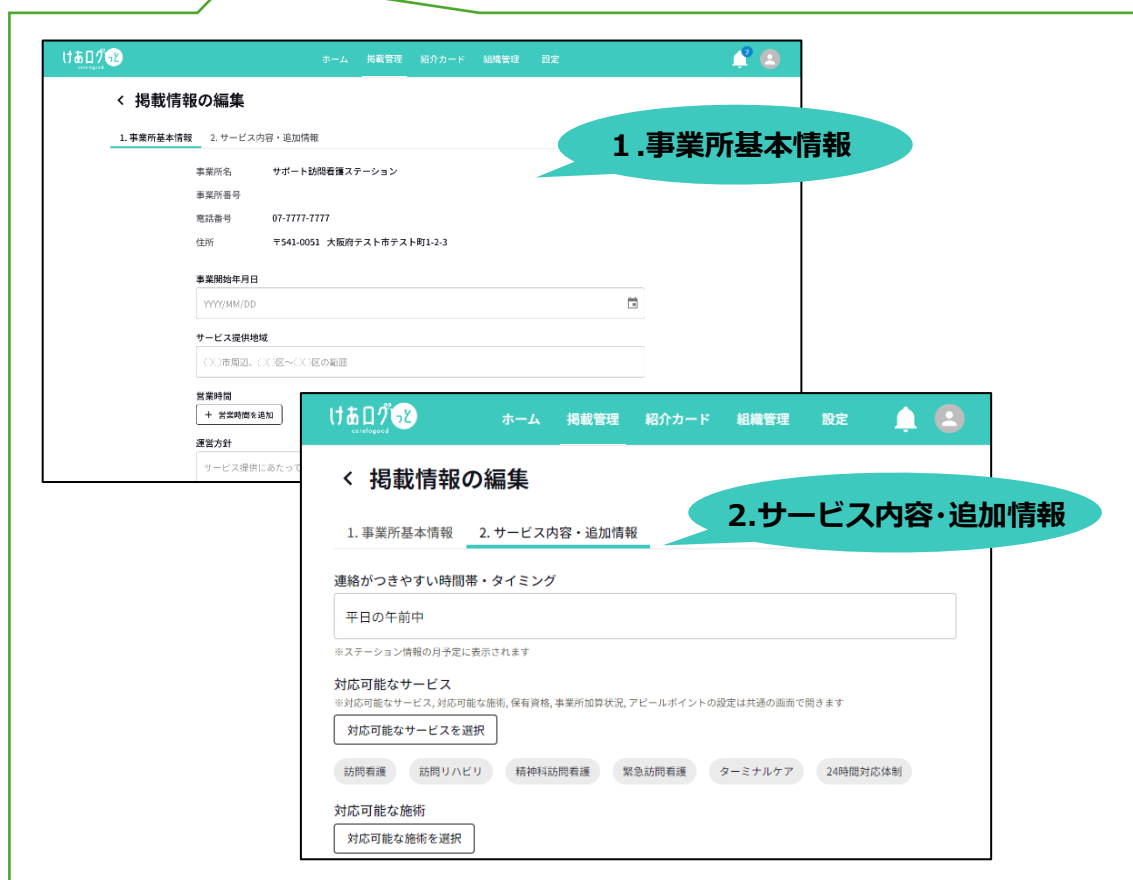 けあログっと
carelogood
ホーム 掲載管理 紹介カード 組織管理 設定
2
< 掲載情報の編集
1. 事業所基本情報 2. サービス内容・追加情報
1.事業所基本情報
事業所名 サポート訪問看護ステーション
事業所番号
電話番号 07-7777-7777
住所 〒541-0051 大阪府テスト市テスト町1-2-3
事業開始年月日
YYYY/MM/DD
サービス提供地域
〇〇市周辺、〇〇区～〇〇区の範囲
営業時間
+ 営業時間を追加
運営方針
サービス提供にあたって
けあログっと
carelogood
ホーム 掲載管理 紹介カード 組織管理 設定
< 掲載情報の編集
2.サービス内容・追加情報
1. 事業所基本情報 2. サービス内容・追加情報
連絡がつきやすい時間帯・タイミング
平日の午前中
※ステーション情報の月予定に表示されます
対応可能なサービス
※対応可能なサービス, 対応可能な施術, 保有資格, 事業所加算状況, アピールポイントの設定は共通の画面で開きます
対応可能なサービスを選択
訪問看護 訪問リハビリ 精神科訪問看護 緊急訪問看護 ターミナルケア 24時間対応体制
対応可能な施術
対応可能な施術を選択